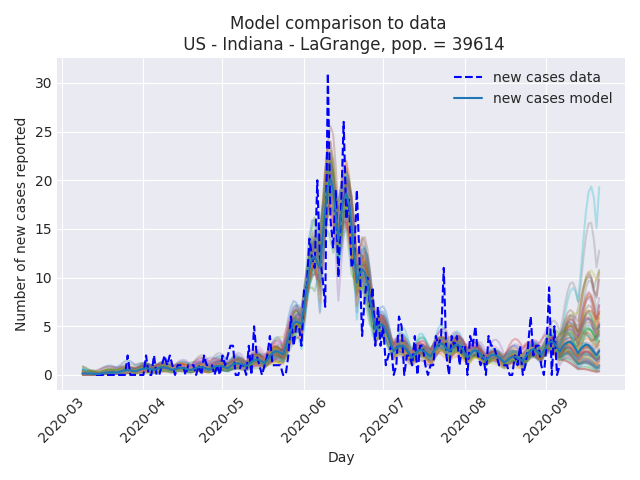 Model comparison to data
US - Indiana - LaGrange, pop. = 39614
new cases data
new cases model
Number of new cases reported
30
25
20
15
10
5
0
2020-03
2020-04
2020-05
2020-06
2020-07
2020-08
2020-09
Day